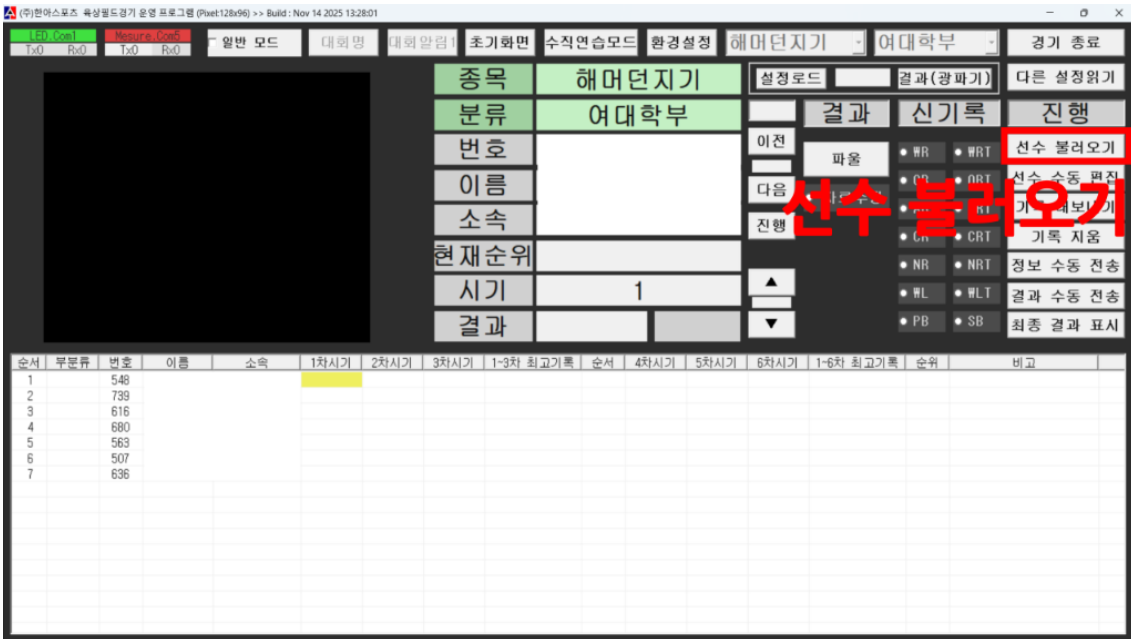 (주)한아스포츠 육상필드경기 운영 프로그램 (Pixel:128x96) >> Build : Nov 14 2025 13:28:01
LED.Com1 Mesure.Com5 일반 모드 대회명 대회알림1 초기화면 수직연습모드 환경설정 해머던지기 여대학부 경기 종료
Tx0 Rx0 Tx0 Rx0
종목 해머던지기 설정로드 결과(광파기) 다른 설정읽기
분류 여대학부 결과 신기록 진행
번호 이전 파울 WR WRT 선수 불러오기
이름 다음 선수 수동 편집
선수 불러오기
소속 진행 CR CRT 기록 지움
현재순위 NR NRT 정보 수동 전송
시기 1 ▲ WL WLT 결과 수동 전송
결과 ▼ PB SB 최종 결과 표시
순서 부분류 번호 이름 소속 1차시기 2차시기 3차시기 1~3차 최고기록 순서 4차시기 5차시기 6차시기 1~6차 최고기록 순위 비고
1 548
2 739
3 616
4 680
5 563
6 507
7 636